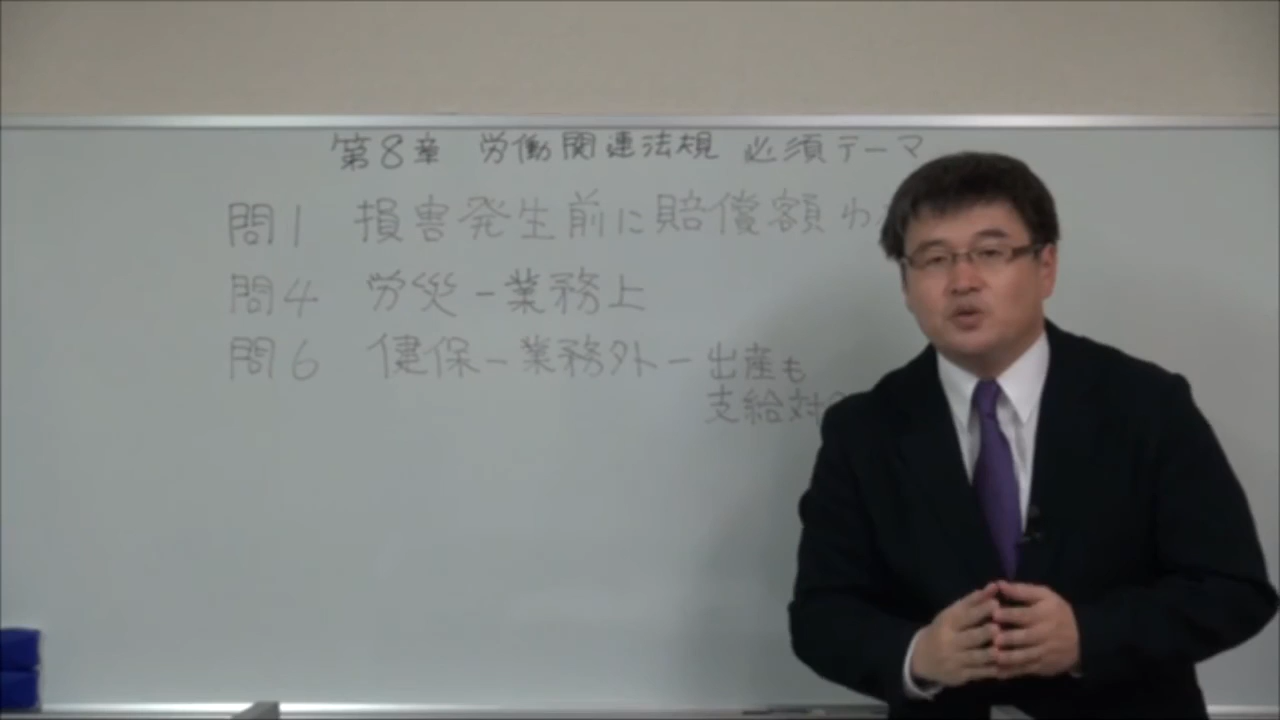 第8章 労働関連法規 必須テーマ
問1 損害発生前に賠償額
問4 労災-業務上
問6 健保-業務外-出産も
支給対